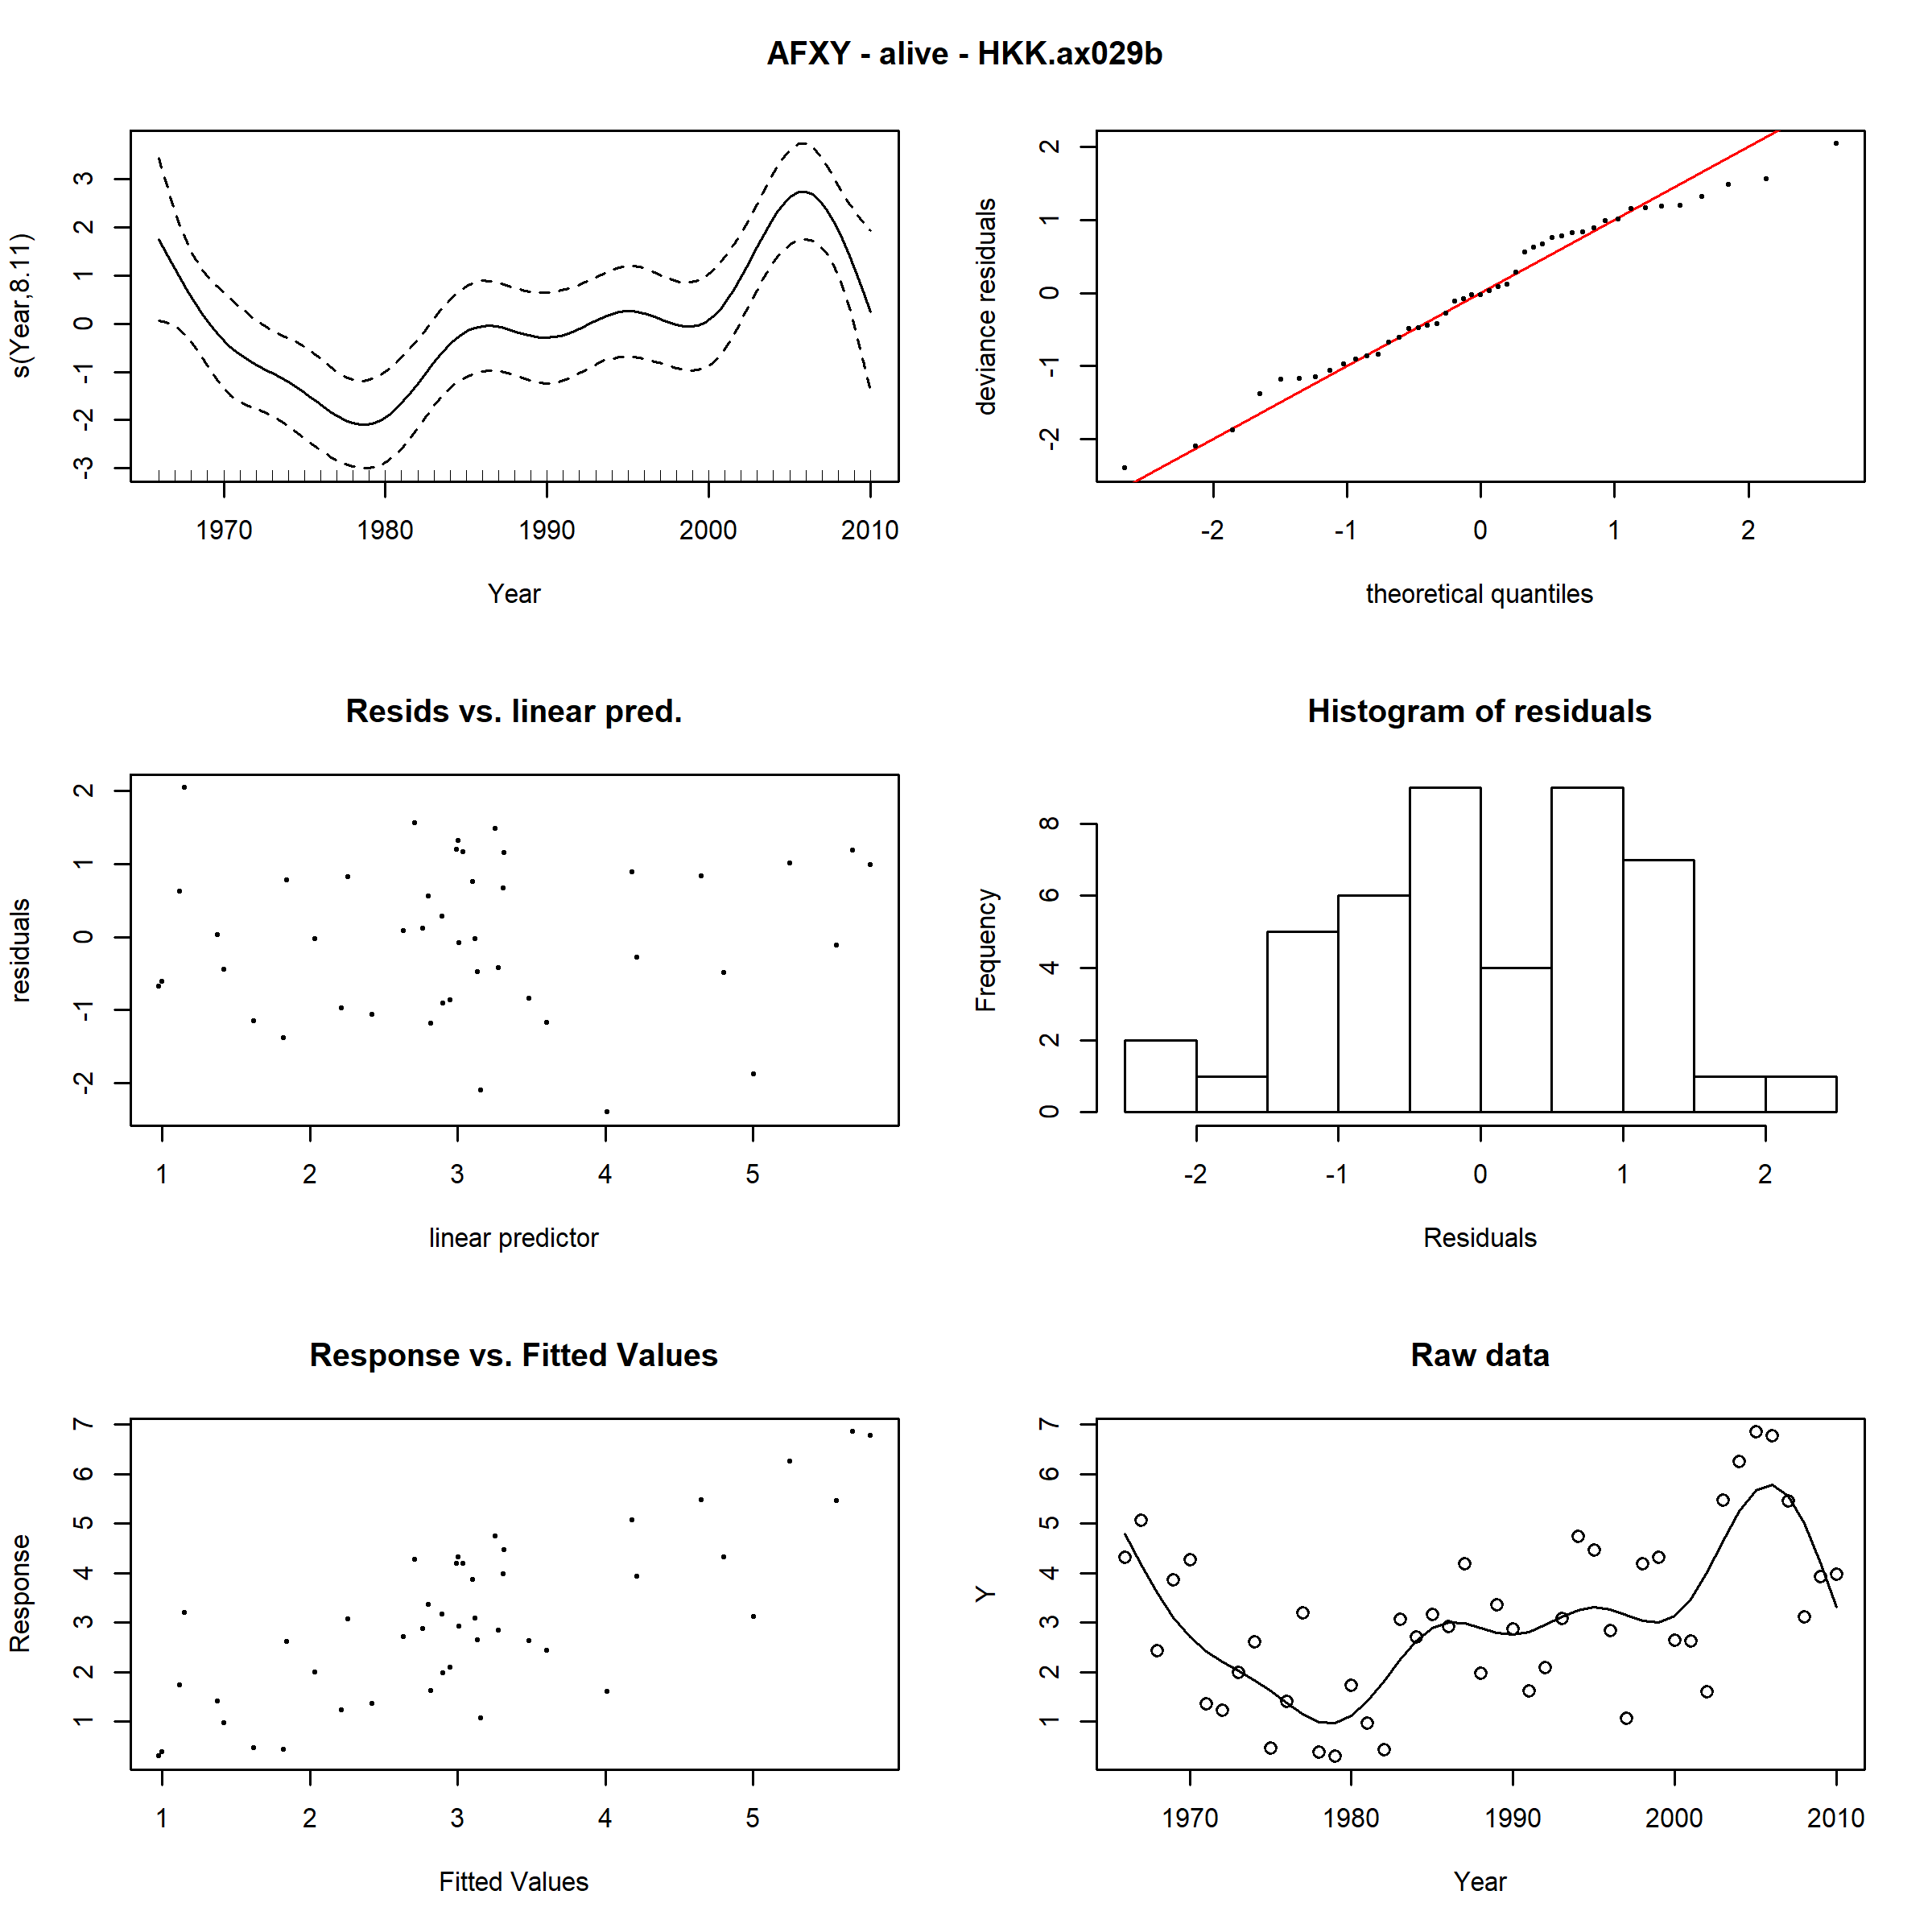 AFXY - alive - HKK.ax029b
s(Year,8.11)
3
2
1
0
-1
-2
-3
1970 1980 1990 2000 2010
Year
deviance residuals
2
1
0
-1
-2
-2 -1 0 1 2
theoretical quantiles
Resids vs. linear pred.
residuals
2
1
0
-1
-2
1 2 3 4 5
linear predictor
Histogram of residuals
Frequency
8
6
4
2
0
-2 -1 0 1 2
Residuals
Response vs. Fitted Values
Response
7
6
5
4
3
2
1
1 2 3 4 5
Fitted Values
Raw data
Y
7
6
5
4
3
2
1
1970 1980 1990 2000 2010
Year